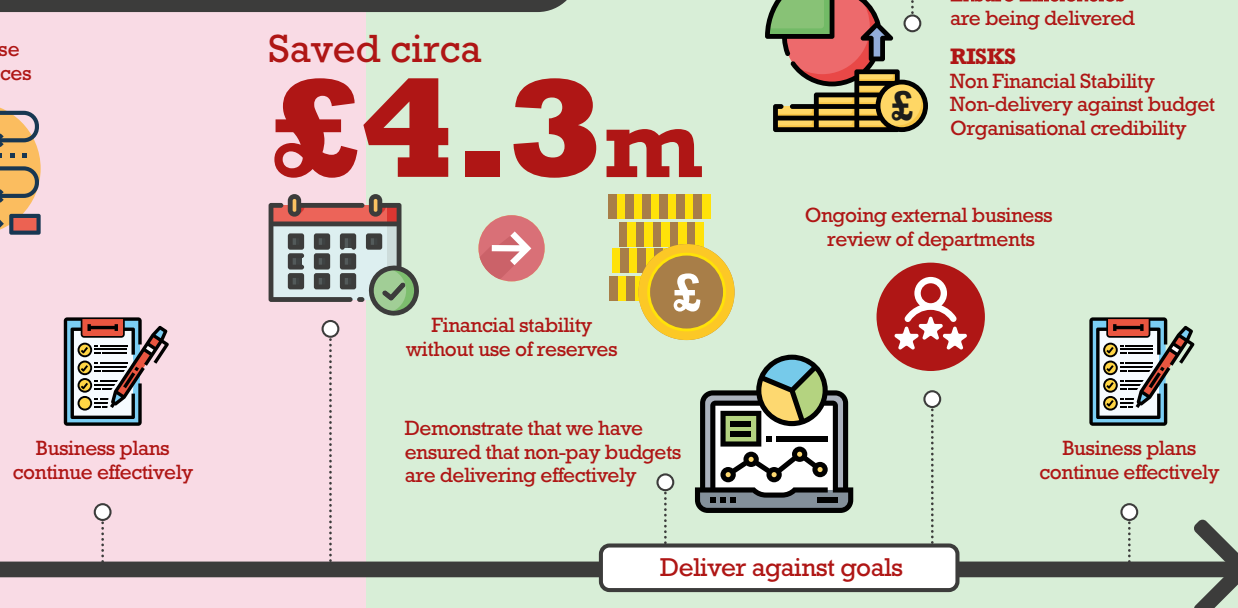 are being delivered
RISKS
Non Financial Stability
Non-delivery against budget
Organisational credibility
Saved circa
£4.3m
£
£
Ongoing external business
review of departments
Financial stability
without use of reserves
Business plans
continue effectively
Demonstrate that we have
ensured that non-pay budgets
are delivering effectively
Business plans
continue effectively
Deliver against goals